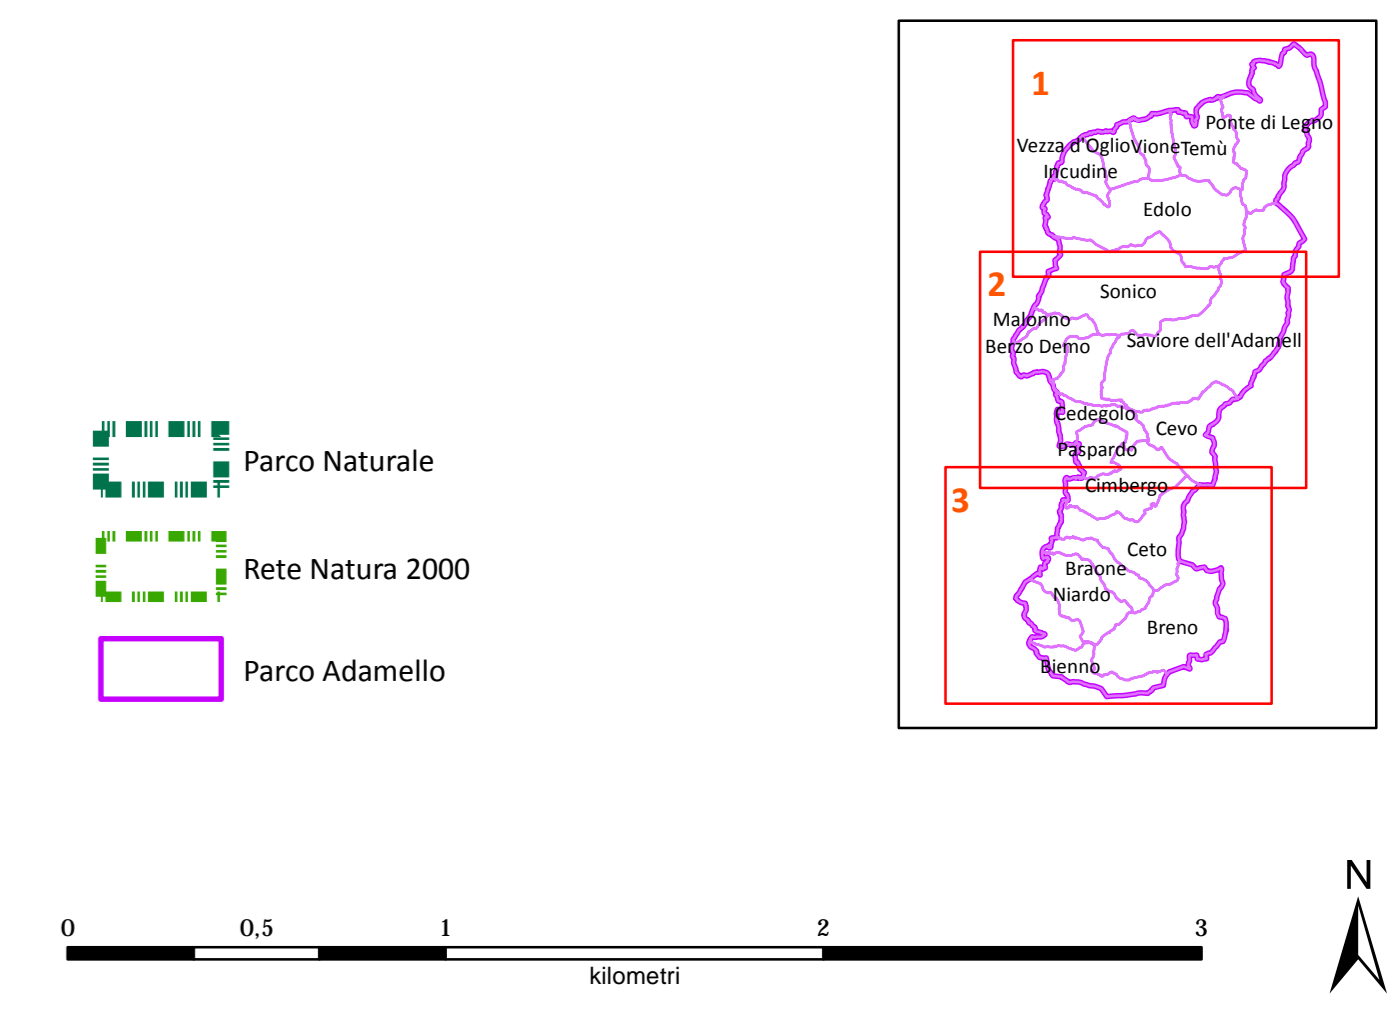 1
Ponte di Legno
Vezza d'Oglio
Vione
Temù
Incudine
Edolo
2
Sonico
Malonno
Saviore dell'Adamell
Berzo Demo
Cedegolo
Cevo
Paspardo
Cimbergo
3
Ceto
Braone
Niardo
Breno
Bienno
Parco Naturale
Rete Natura 2000
Parco Adamello
N
0 0,5 1 2 3
kilometri